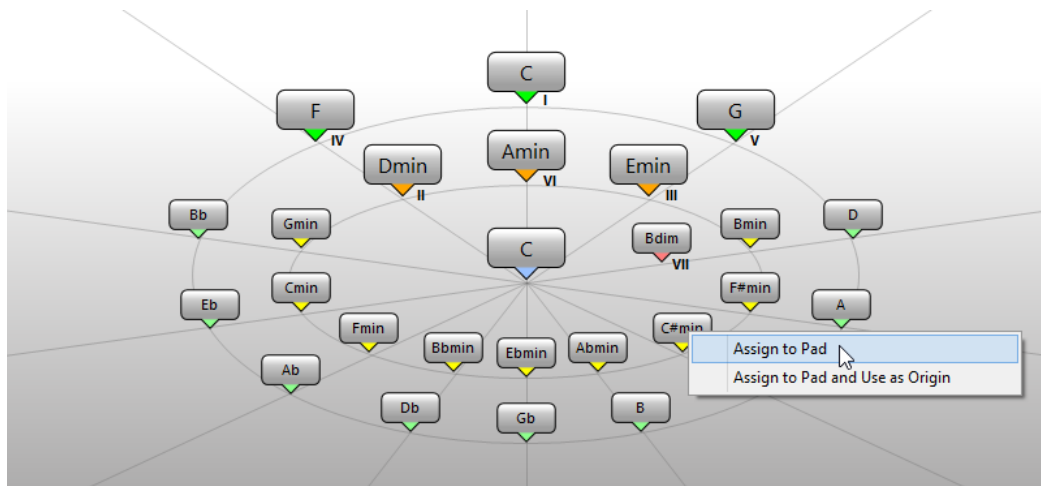 C
I
F
IV
G
V
Amin
VI
Dmin
II
Emin
III
Bb
Gmin
Bmin
D
C
Bdim
VII
Cmin
F#min
Eb
A
Fmin
C#min
Bbmin
Ebmin
Abmin
Assign to Pad
Ab
Assign to Pad and Use as Origin
Db
Gb
B